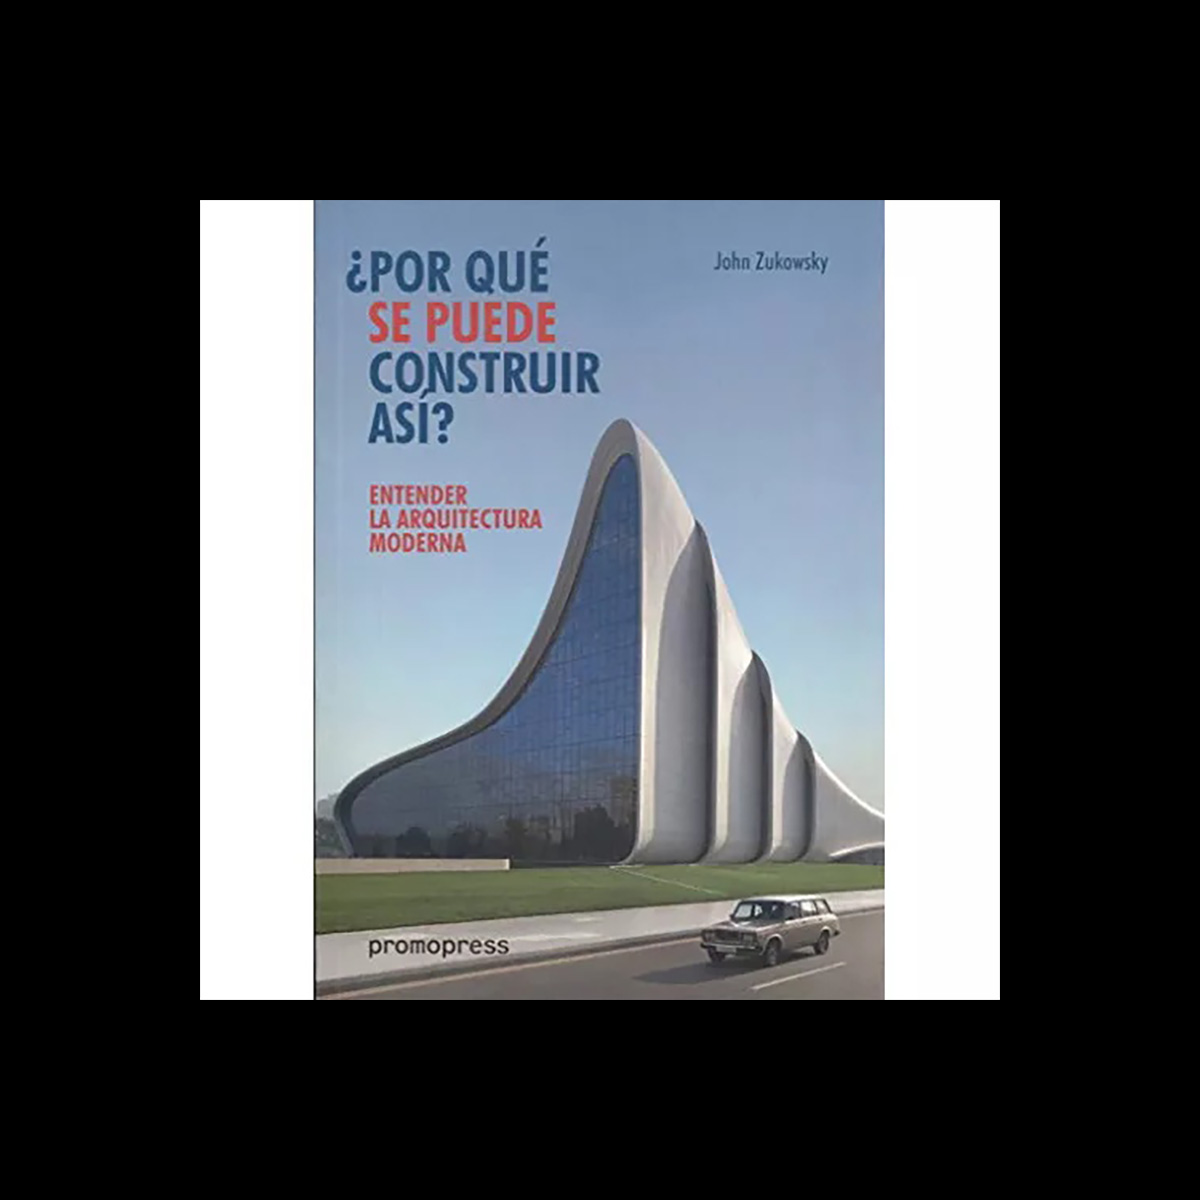 ¿POR QUÉ
SE PUEDE
CONSTRUIR
ASÍ?
John Zukowsky
ENTENDER
LA ARQUITECTURA
MODERNA
promopress